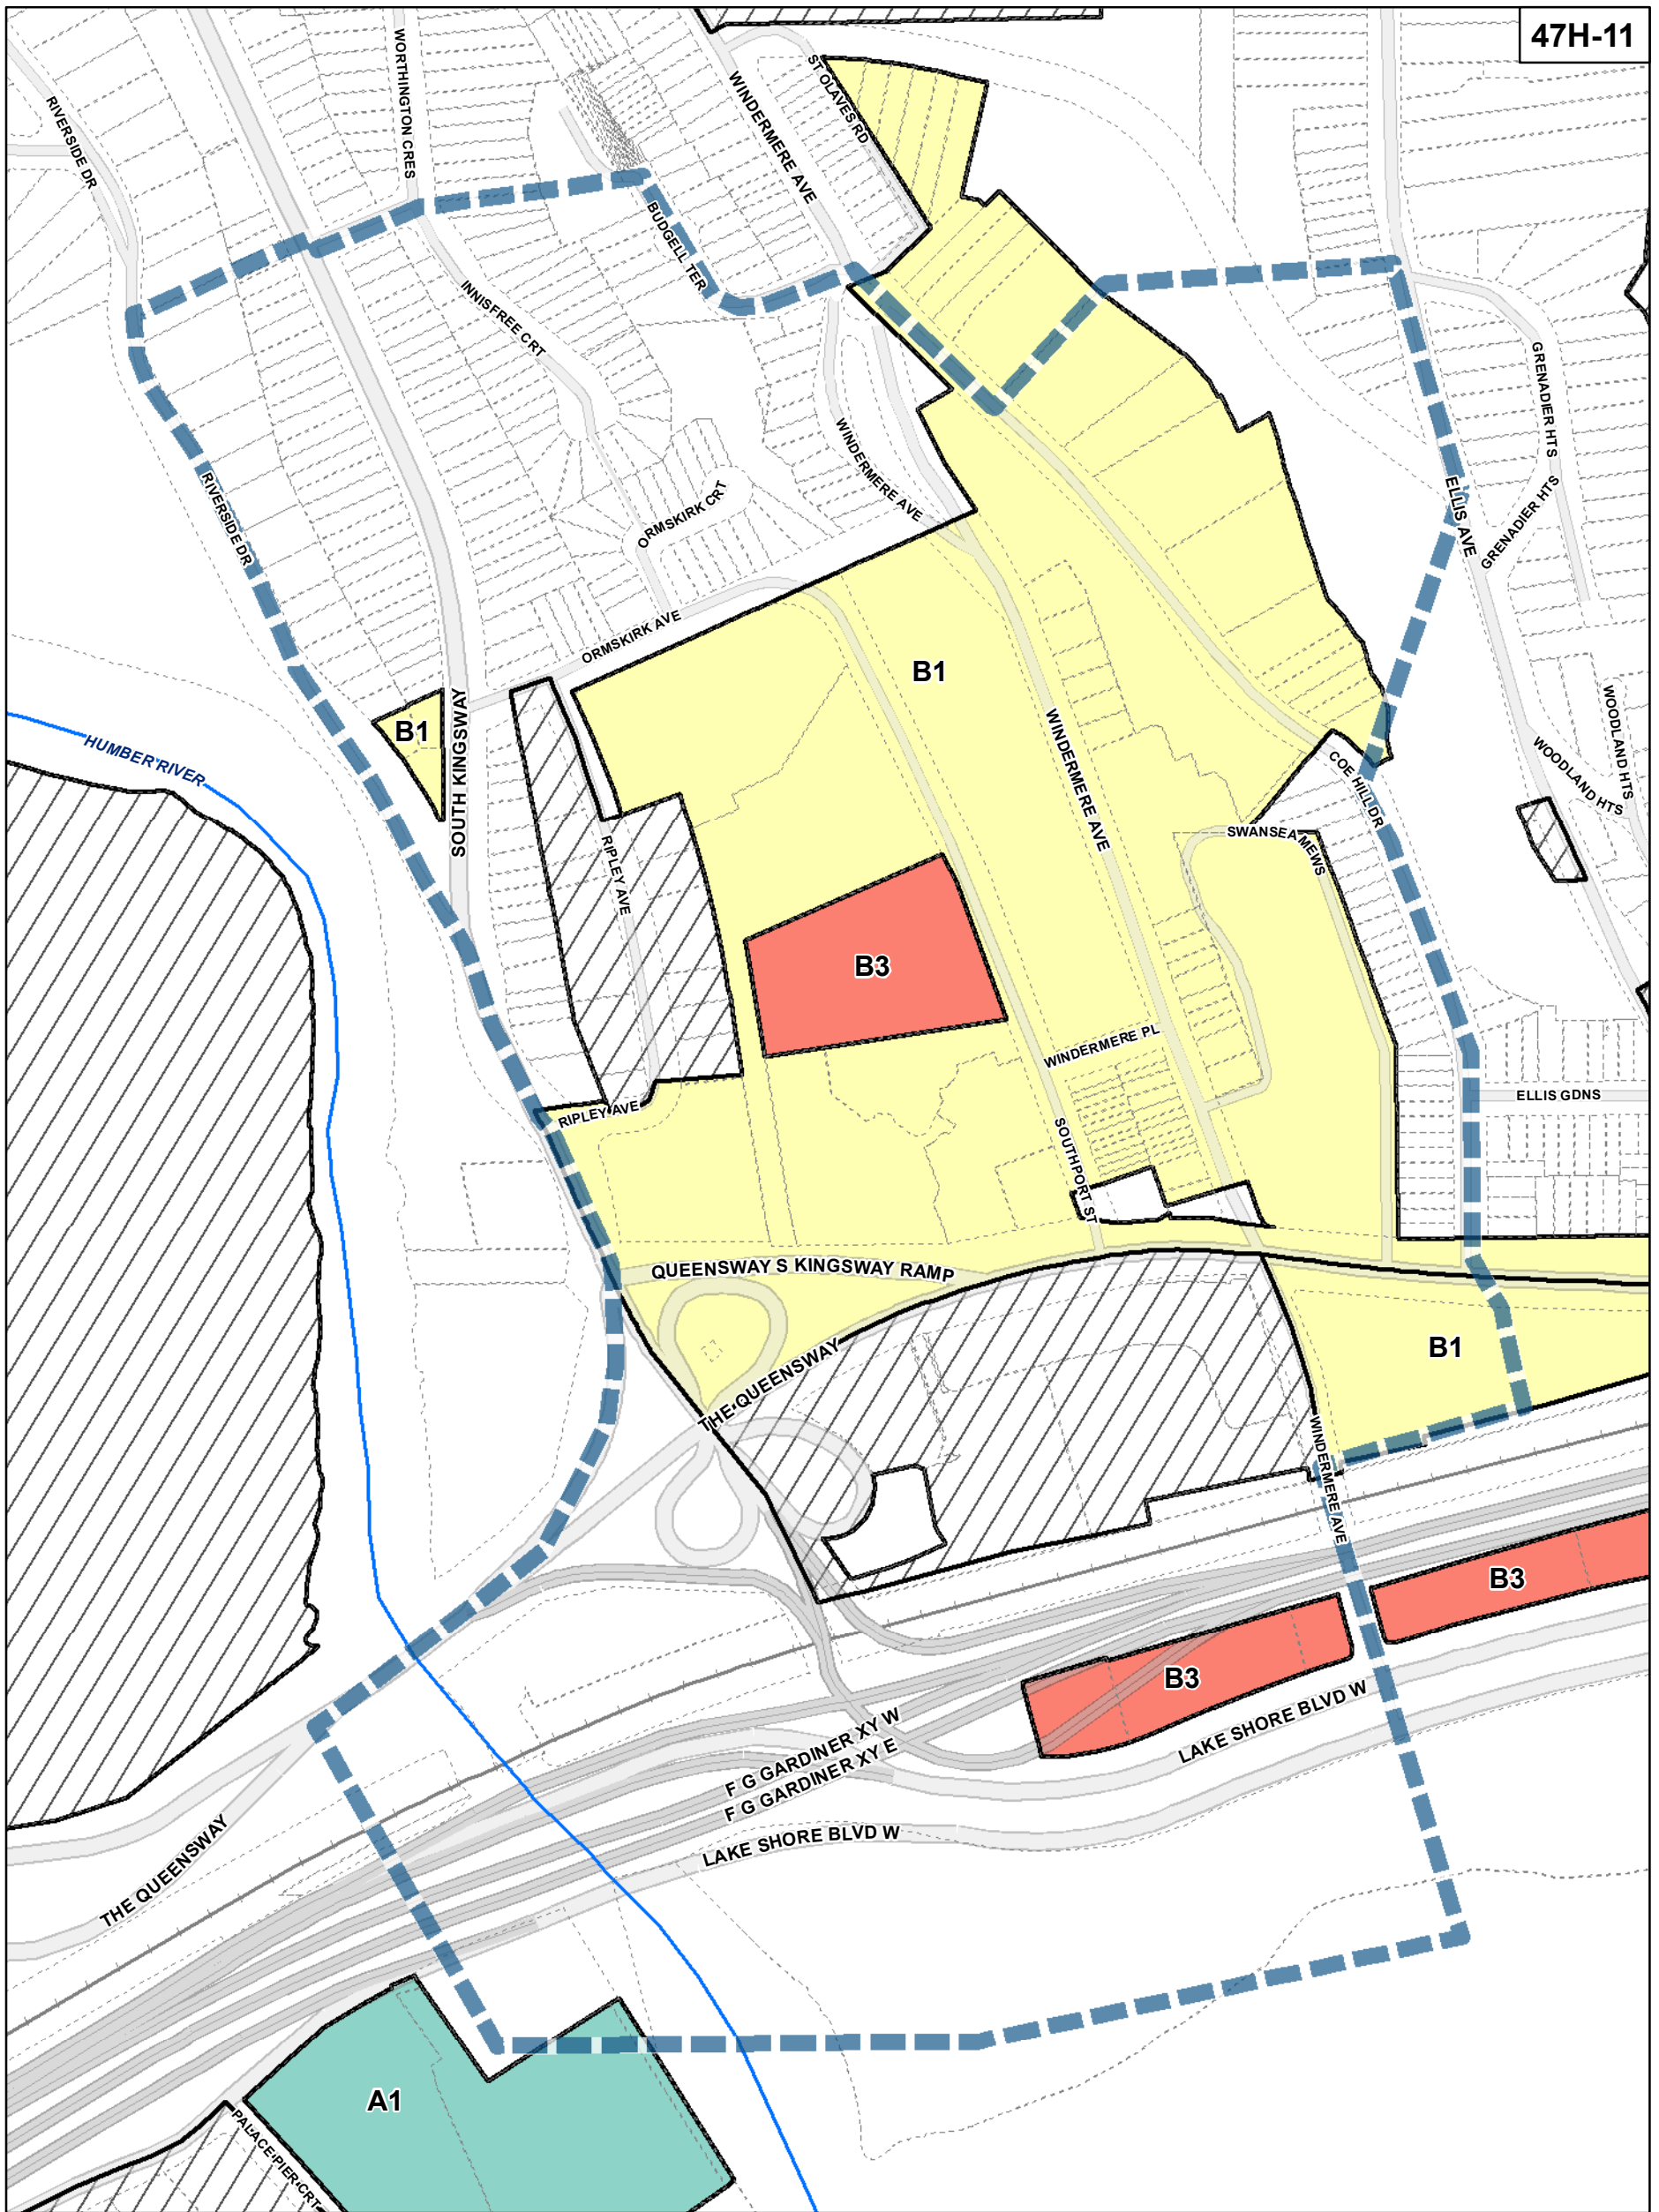 47H-11
WORTHINGTON CRES
RIVERSIDE DR
WINDERMERE AVE
ST OLAVES RD
BUDGELL TER
INNISFREE CRT
GRENADIER HTS
WINDERMERE AVE
RIVERSIDE DR
ORMSKIRK CRT
ELLIS AVE
GRENADIER HTS
ORMSKIRK AVE
B1
B1
SOUTH KINGSWAY
HUMBER RIVER
WINDERMERE AVE
WOODLAND HTS
WOODLAND HTS
COE HILL DR
SWANSEA MEWS
RIPLEY AVE
B3
WINDERMERE PL
ELLIS GDNS
RIPLEY AVE
SOUTHPORT ST
QUEENSWAY S KINGSWAY RAMP
B1
THE QUEENSWAY
WINDERMERE AVE
B3
B3
LAKE SHORE BLVD W
F G GARDINER XY W
F G GARDINER XY E
LAKE SHORE BLVD W
THE QUEENSWAY
A1
PALACE PIER CRT